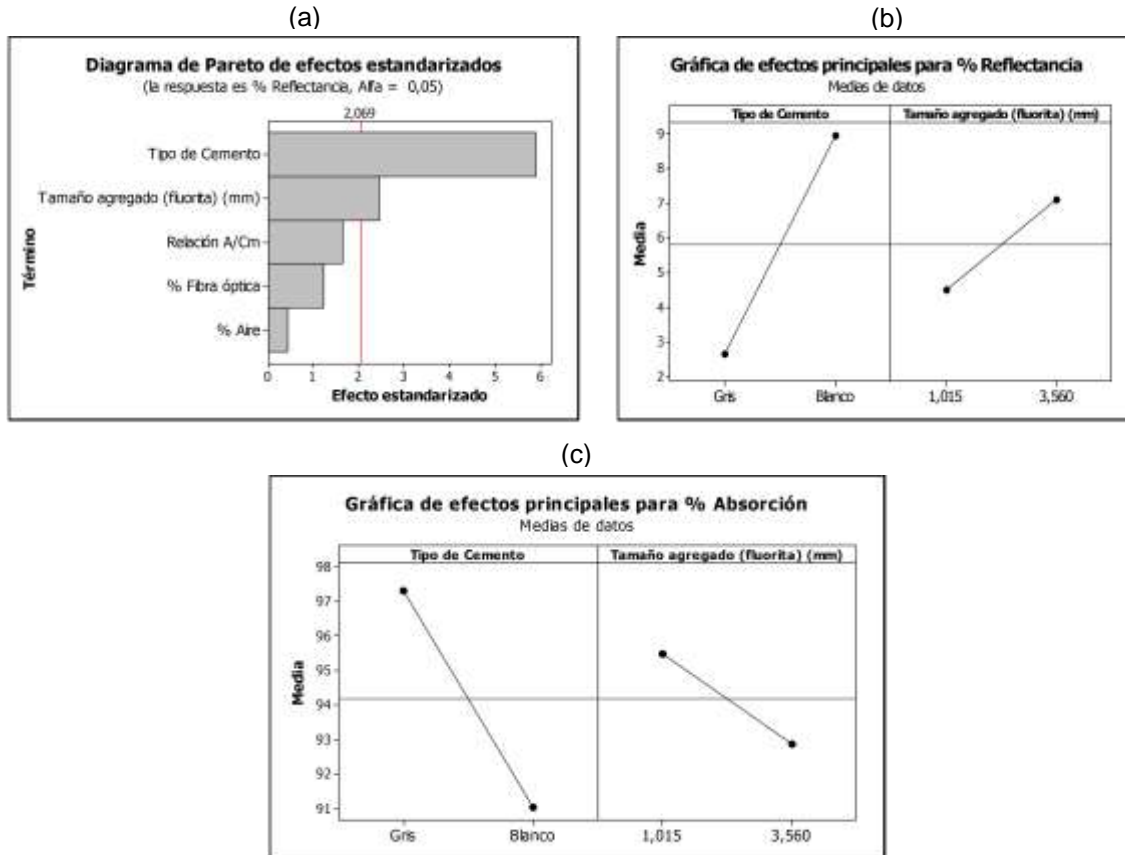 (a)
Diagrama de Pareto de efectos estandarizados
(la respuesta es % Reflectancia, Alfa = 0,05)
2,069
Término
Tipo de Cemento
Tamaño agregado (fluorita) (mm)
Relación A/Cm
% Fibra óptica
% Aire
0 1 2 3 4 5 6
Efecto estandarizado
(b)
Gráfica de efectos principales para % Reflectancia
Medias de datos
Tipo de Cemento Tamaño agregado (fluorita) (mm)
Media
9
8
7
6
5
4
3
2
Gris Blanco 1,015 3,560
(c)
Gráfica de efectos principales para % Absorción
Medias de datos
Tipo de Cemento Tamaño agregado (fluorita) (mm)
Media
98
97
96
95
94
93
92
91
Gris Blanco 1,015 3,560